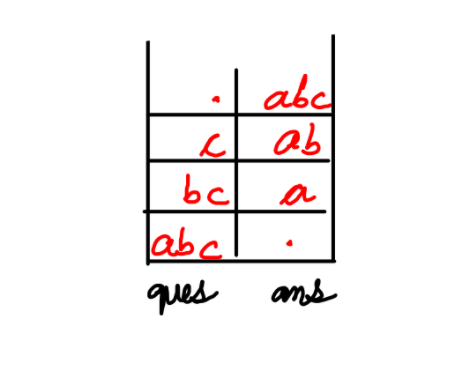 . abc
c ab
bc a
abc .
ques ans